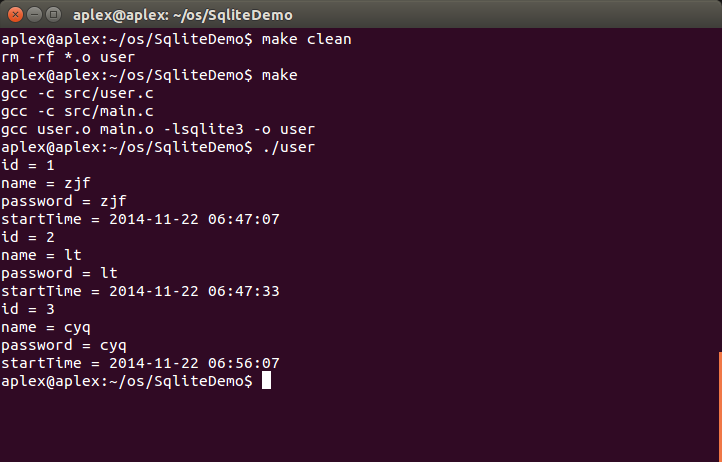 aplex@aplex: ~/os/SqliteDemo
aplex@aplex:~/os/SqliteDemo$ make clean
rm -rf *.o user
aplex@aplex:~/os/SqliteDemo$ make
gcc -c src/user.c
gcc -c src/main.c
gcc user.o main.o -lsqlite3 -o user
aplex@aplex:~/os/SqliteDemo$ ./user
id = 1
name = zjf
password = zjf
startTime = 2014-11-22 06:47:07
id = 2
name = lt
password = lt
startTime = 2014-11-22 06:47:33
id = 3
name = cyq
password = cyq
startTime = 2014-11-22 06:56:07
aplex@aplex:~/os/SqliteDemo$